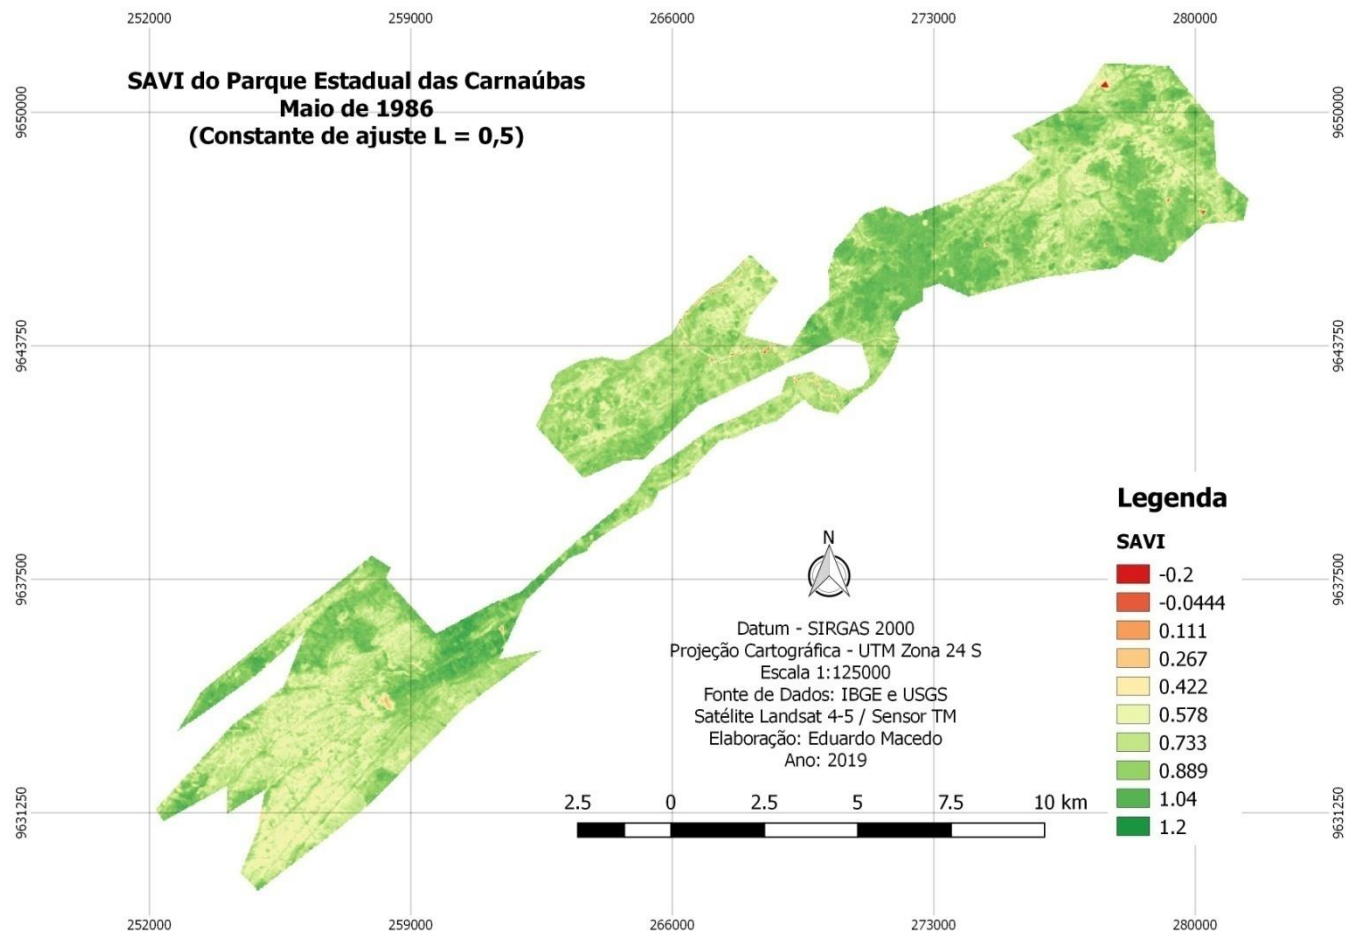 252000
259000
266000
273000
280000
SAVI do Parque Estadual das Carnaúbas
Maio de 1986
(Constante de ajuste L = 0,5)
9650000
9650000
9643750
9643750
9637500
9637500
9631250
9631250
N
Datum - SIRGAS 2000
Projeção Cartográfica - UTM Zona 24 S
Escala 1:125000
Fonte de Dados: IBGE e USGS
Satélite Landsat 4-5 / Sensor TM
Elaboração: Eduardo Macedo
Ano: 2019
2.5 0 2.5 5 7.5 10 km
Legenda
SAVI
-0.2
-0.0444
0.111
0.267
0.422
0.578
0.733
0.889
1.04
1.2
252000
259000
266000
273000
280000